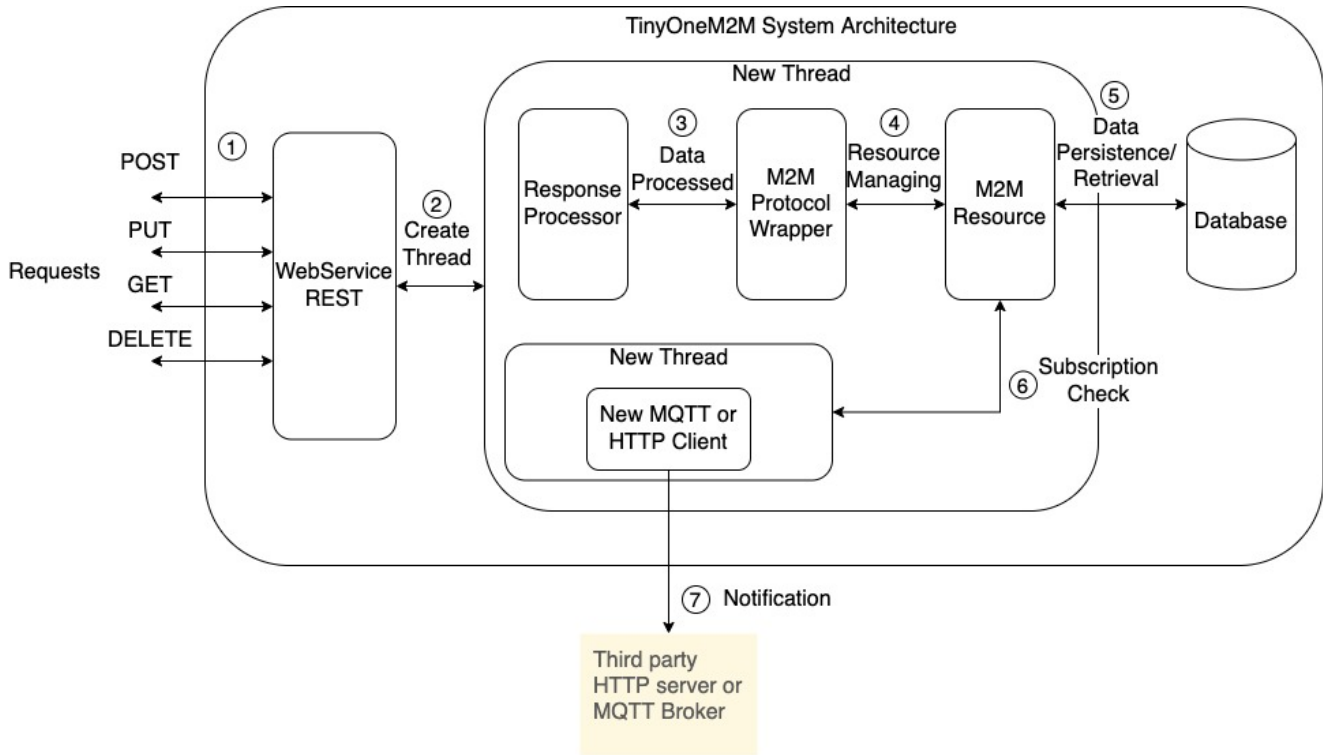 TinyOneM2M System Architecture
New Thread
1
POST
PUT
Requests
GET
DELETE
WebService
REST
2
Create
Thread
Response
Processor
3
Data
Processed
M2M
Protocol
Wrapper
4
Resource
Managing
M2M
Resource
5
Data
Persistence/
Retrieval
Database
New Thread
New MQTT or
HTTP Client
6
Subscription
Check
7
Notification
Third party
HTTP server or
MQTT Broker